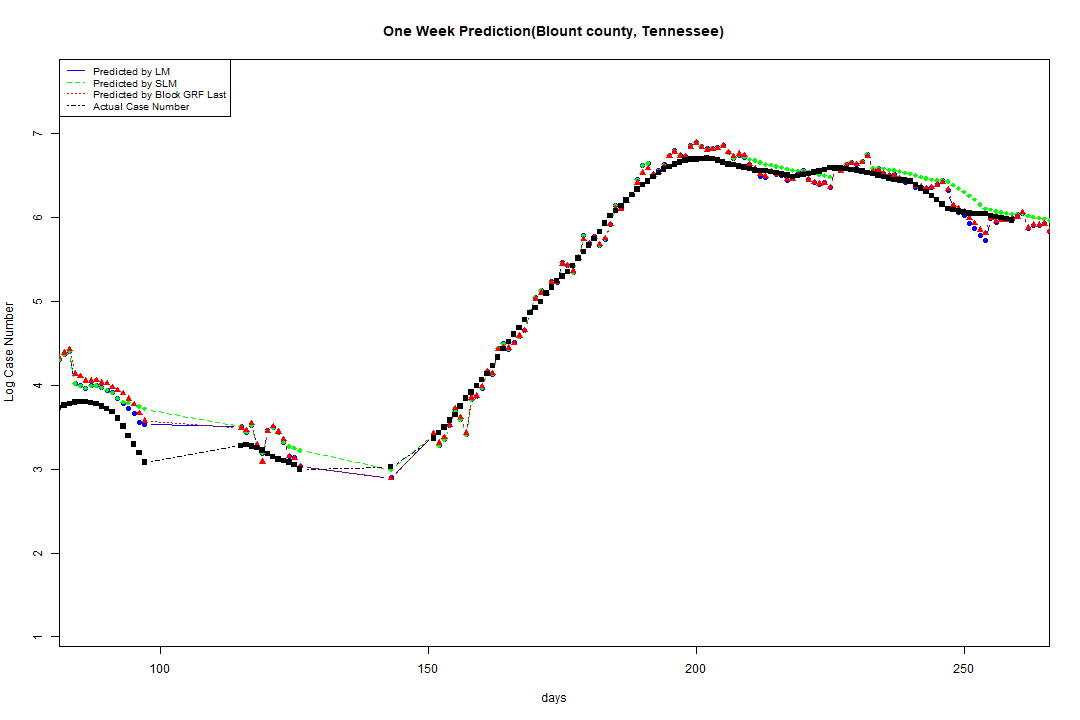 One Week Prediction(Blount county, Tennessee)
Predicted by LM
Predicted by SLM
Predicted by Block GRF Last
Actual Case Number
7
6
5
4
3
2
1
Log Case Number
100 150 200 250
days